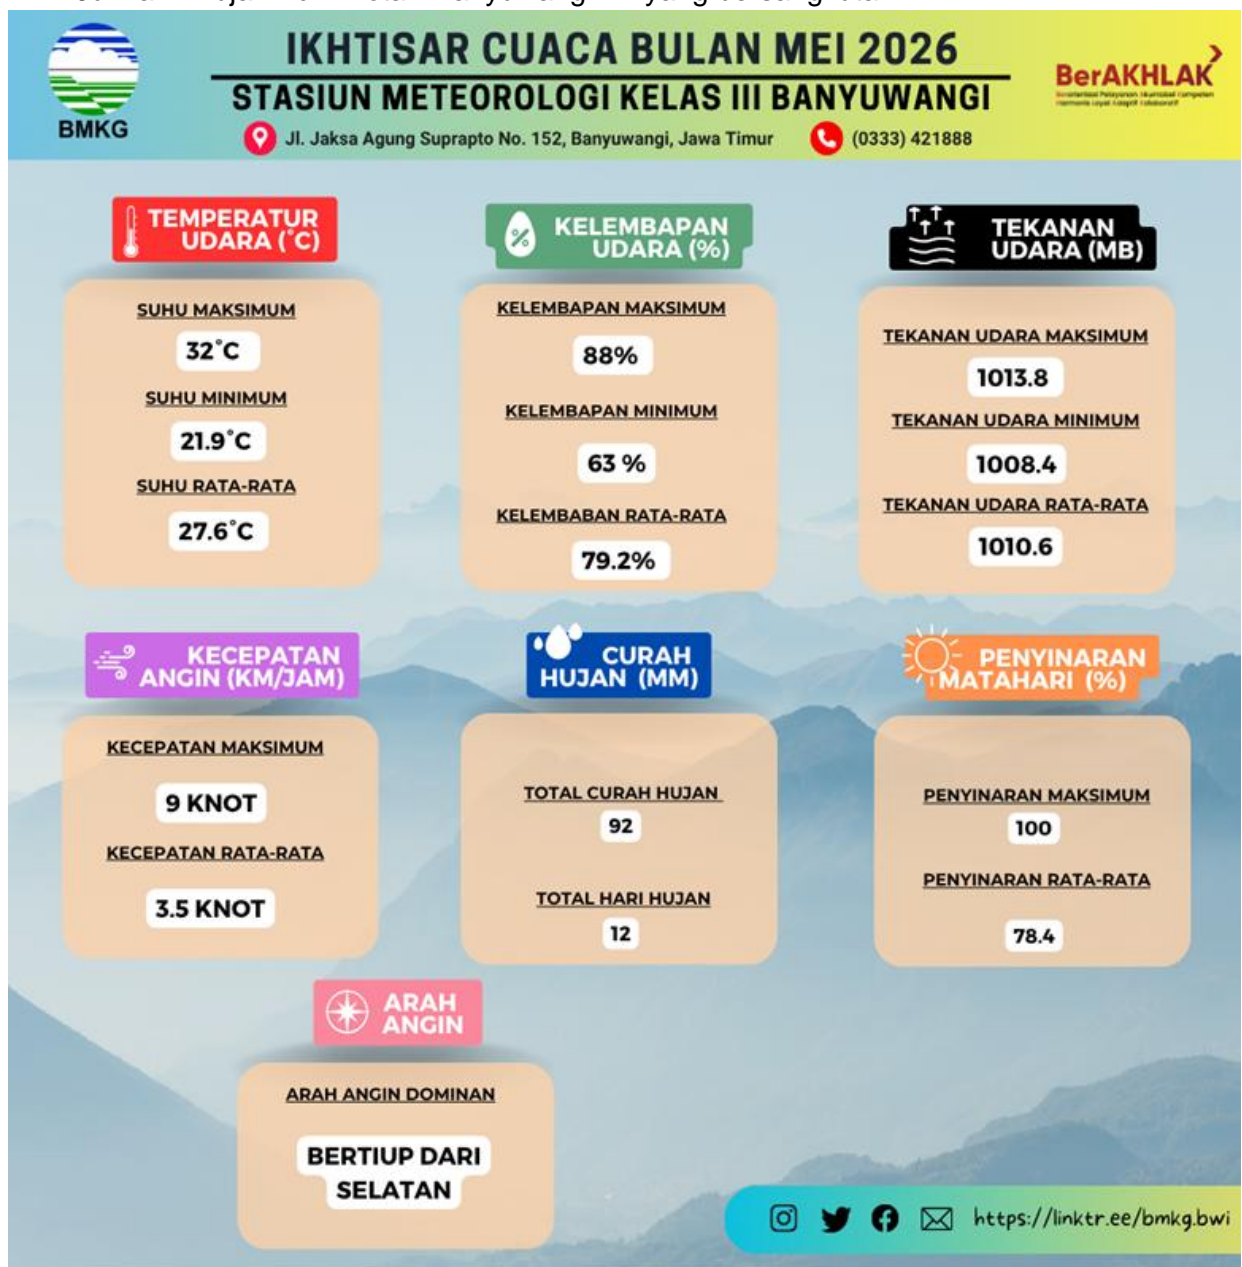 IKHTISAR CUACA BULAN MEI 2026
STASIUN METEOROLOGI KELAS III BANYUWANGI
Jl. Jaksa Agung Suprapto No. 152, Banyuwangi, Jawa Timur
(0333) 421888
BMKG
BerAKHLAK
TEMPERATUR
UDARA (°C)
SUHU MAKSIMUM
32°C
SUHU MINIMUM
21.9°C
SUHU RATA-RATA
27.6°C
%
KELEMBAPAN
UDARA (%)
KELEMBAPAN MAKSIMUM
88%
KELEMBAPAN MINIMUM
63 %
KELEMBABAN RATA-RATA
79.2%
TEKANAN
UDARA (MB)
TEKANAN UDARA MAKSIMUM
1013.8
TEKANAN UDARA MINIMUM
1008.4
TEKANAN UDARA RATA-RATA
1010.6
KECEPATAN
ANGIN (KM/JAM)
KECEPATAN MAKSIMUM
9 KNOT
KECEPATAN RATA-RATA
3.5 KNOT
CURAH
HUJAN (MM)
TOTAL CURAH HUJAN
92
TOTAL HARI HUJAN
12
PENYINARAN
MATAHARI (%)
PENYINARAN MAKSIMUM
100
PENYINARAN RATA-RATA
78.4
ARAH
ANGIN
ARAH ANGIN DOMINAN
BERTIUP DARI
SELATAN
https://linktr.ee/bmkg.bwi